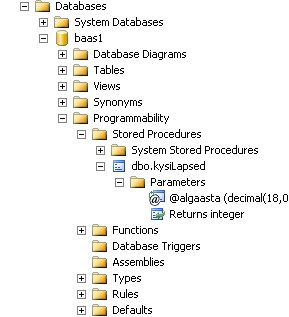 Databases
System Databases
baas1
Database Diagrams
Tables
Views
Synonyms
Programmability
Stored Procedures
System Stored Procedures
dbo.kysiLapsed
Parameters
@algaasta (decimal(18,0
Returns integer
Functions
Database Triggers
Assemblies
Types
Rules
Defaults